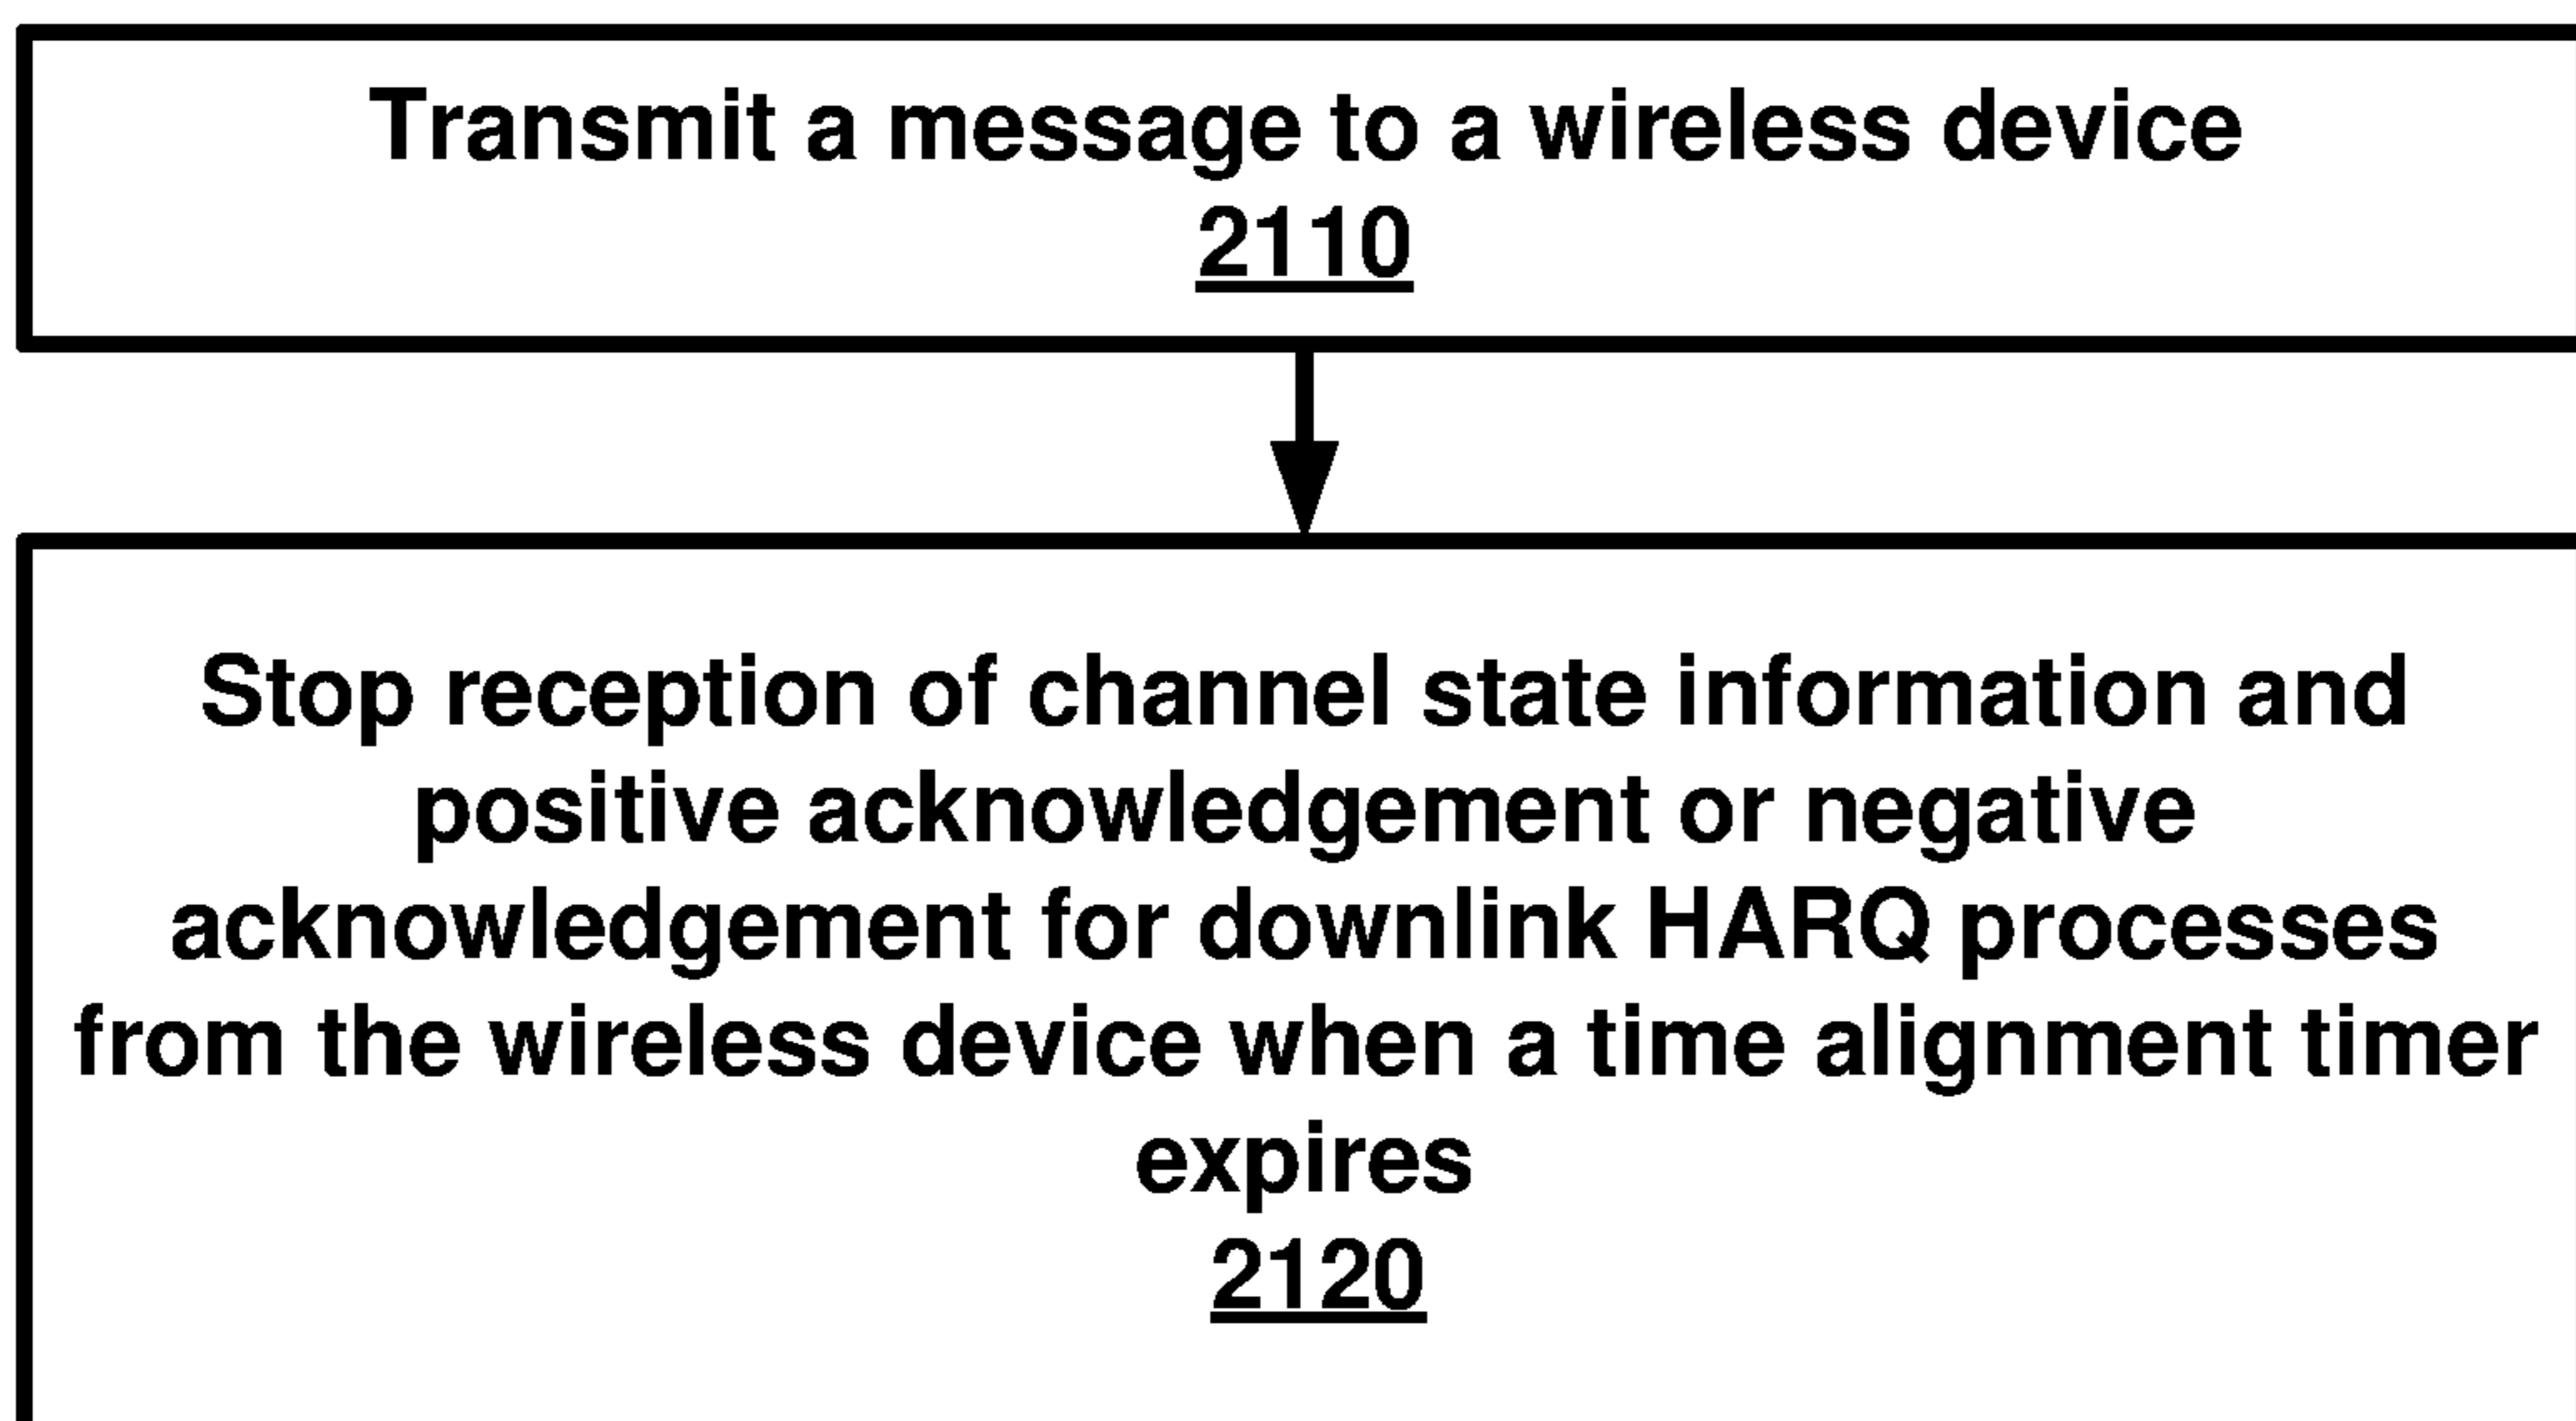 Transmit a message to a wireless device
2110
Stop reception of channel state information and
positive acknowledgement or negative
acknowledgement for downlink HARQ processes
from the wireless device when a time alignment timer
expires
2120